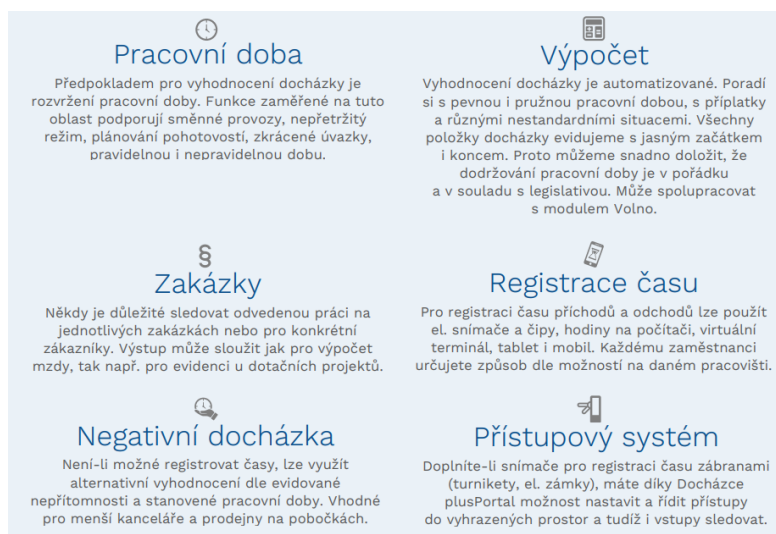 Pracovní doba
Předpokladem pro vyhodnocení docházky je
rozvržení pracovní doby. Funkce zaměřené na tuto
oblast podporují směnné provozy, nepřetržitý
režim, plánování pohotovostí, zkrácené úvazky,
pravidelnou i nepravidelnou dobu.
Výpočet
Vyhodnocení docházky je automatizované. Poradí
si s pevnou i pružnou pracovní dobou, s příplatky
a různými nestandardními situacemi. Všechny
položky docházky evidujeme s jasným začátkem
i koncem. Proto můžeme snadno doložit, že
dodržování pracovní doby je v pořádku
a v souladu s legislativou. Může spolupracovat
s modulem Volno.
§
Zakázky
Někdy je důležité sledovat odvedenou práci na
jednotlivých zakázkách nebo pro konkrétní
zákazníky. Výstup může sloužit jak pro výpočet
mzdy, tak např. pro evidenci u dotačních projektů.
Registrace času
Pro registraci času příchodů a odchodů lze použít
el. snímače a čipy, hodiny na počítači, virtuální
terminál, tablet i mobil. Každému zaměstnanci
určujete způsob dle možností na daném pracovišti.
Negativní docházka
Není-li možné registrovat časy, lze využít
alternativní vyhodnocení dle evidované
nepřítomnosti a stanovené pracovní doby. Vhodné
pro menší kanceláře a prodejny na pobočkách.
Přístupový systém
Doplníte-li snímače pro registraci času zábranami
(turnikety, el. zámky), máte díky Docházce
plusPortal možnost nastavit a řídit přístupy
do vyhrazených prostor a tudíž i vstupy sledovat.